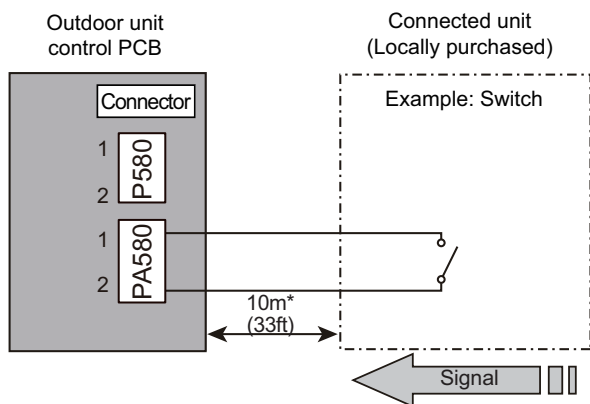 Outdoor unit
control PCB
Connected unit
(Locally purchased)
Connector
Example: Switch
1
P580
2
1
PA580
2
10m*
(33ft)
Signal